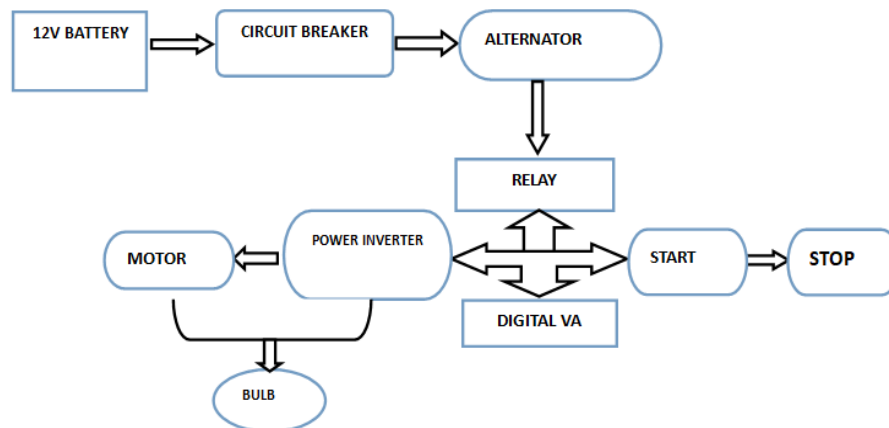 12V BATTERY
CIRCUIT BREAKER
ALTERNATOR
RELAY
MOTOR
POWER INVERTER
START
STOP
DIGITAL VA
BULB